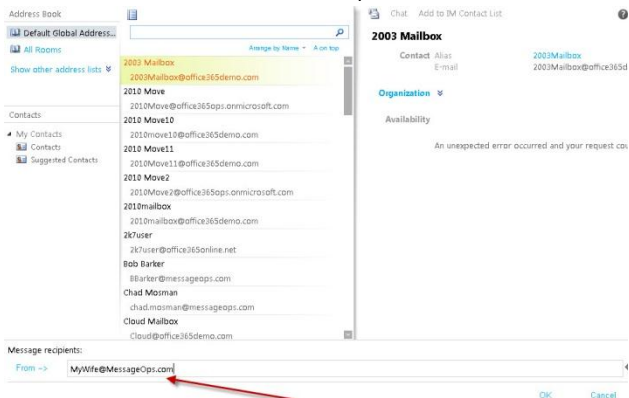 Address Book
Default Global Address..
All Rooms
Show other address lists
Contacts
My Contacts
Contacts
Suggested Contacts
Arrange by Name
A on top
2003 Mailbox
2003Mailbox@office365demo.com
2010 Move
2010Move@office365ops.onmicrosoft.com
2010 Move10
2010move10@office365demo.com
2010 Move11
2010Move11@office365demo.com
2010 Move2
2010Move2@office365ops.onmicrosoft.com
2010mailbox
2010mailbox@office365demo.com
2k7user
2k7user@office365online.net
Bob Barker
BBarker@messageops.com
Chad Mosman
chad.mosman@messageops.com
Cloud Mailbox
Cloud@office365demo.com
Chat Add to IM Contact List
2003 Mailbox
Contact Alias 2003Mailbox
E-mail 2003Mailbox@office365d
Organization
Availability
An unexpected error occurred and your request cou
Message recipients:
From -> MyWife@MessageOps.com
OK Cancel